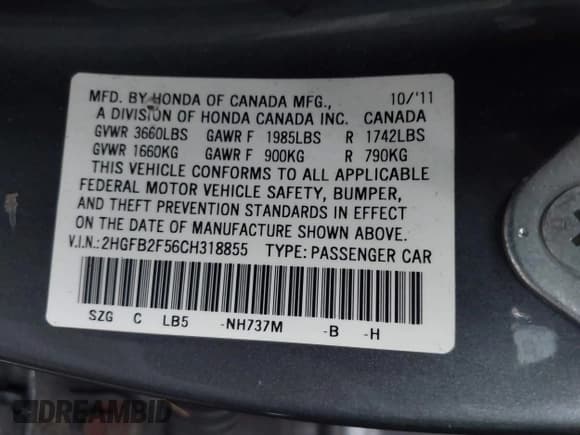 MFD. BY HONDA OF CANADA MFG., 10/'11
A DIVISION OF HONDA CANADA INC. CANADA
GVWR 3660LBS GAWR F 1985LBS R 1742LBS
GVWR 1660KG GAWR F 900KG R 790KG
THIS VEHICLE CONFORMS TO ALL APPLICABLE
FEDERAL MOTOR VEHICLE SAFETY, BUMPER,
AND THEFT PREVENTION STANDARDS IN EFFECT
ON THE DATE OF MANUFACTURE SHOWN ABOVE.
V.I.N.: 2HGFB2F56CH318855 TYPE: PASSENGER CAR
SZG C LB5 -NH737M -B -H
DREAMBID